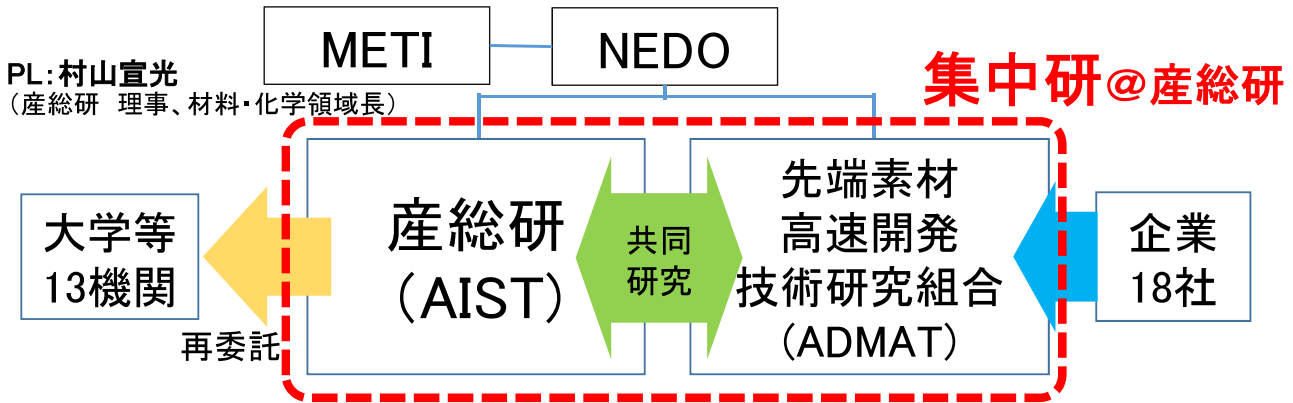 METI
NEDO
PL:村山宣光
(産総研 理事、材料・化学領域長)
集中研@産総研
大学等
13機関
再委託
産総研
(AIST)
共同
研究
先端素材
高速開発
技術研究組合
(ADMAT)
企業
18社